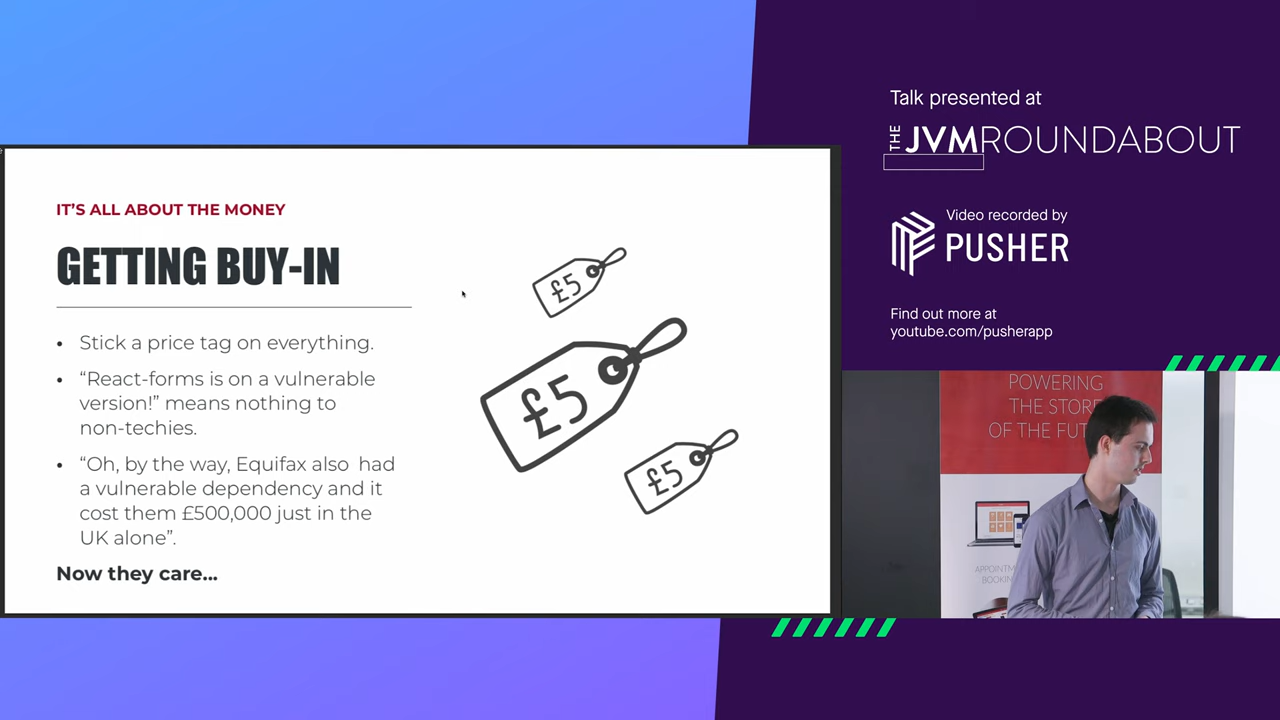 IT'S ALL ABOUT THE MONEY
GETTING BUY-IN
• Stick a price tag on everything.
• “React-forms is on a vulnerable
version!” means nothing to
non-techies.
• “Oh, by the way, Equifax also had
a vulnerable dependency and it
cost them £500,000 just in the
UK alone”.
Now they care...
£5
£5
£5
Talk presented at
THE JVMROUNDABOUT
Video recorded by
PUSHER
Find out more at
youtube.com/pusherapp
POWERING
THE STORE
OF THE